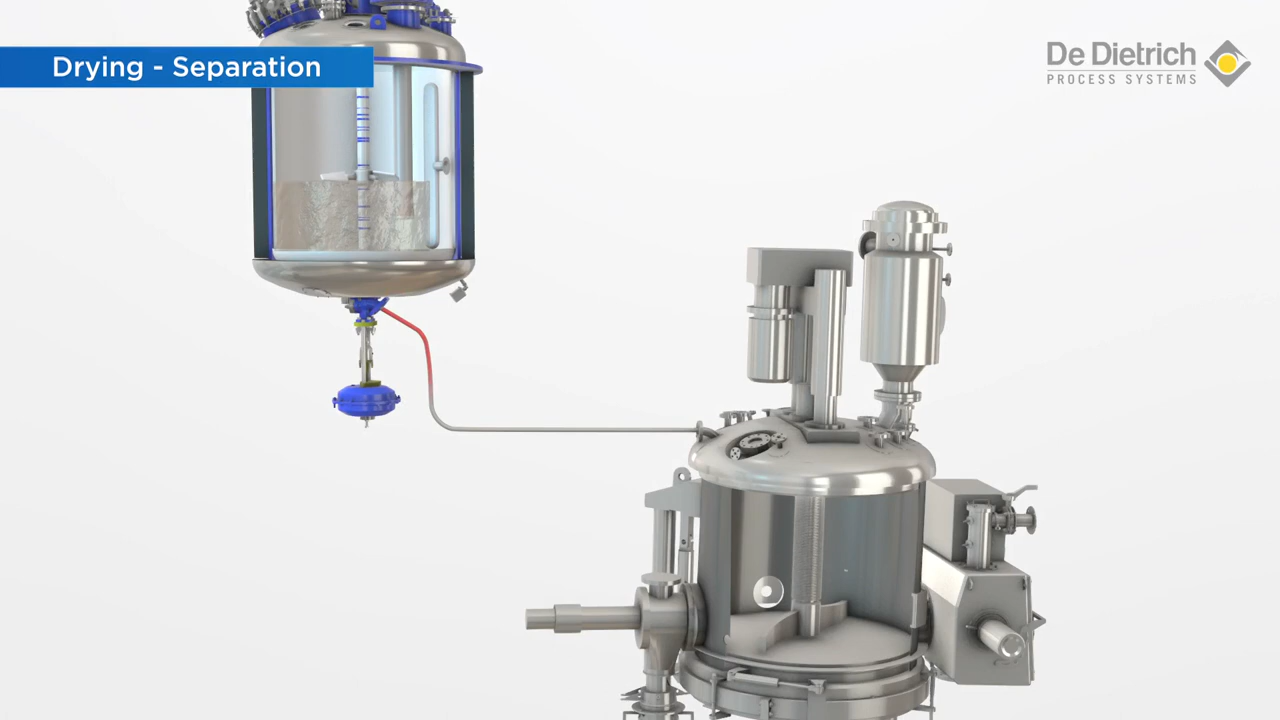 Drying - Separation
De Dietrich
PROCESS SYSTEMS